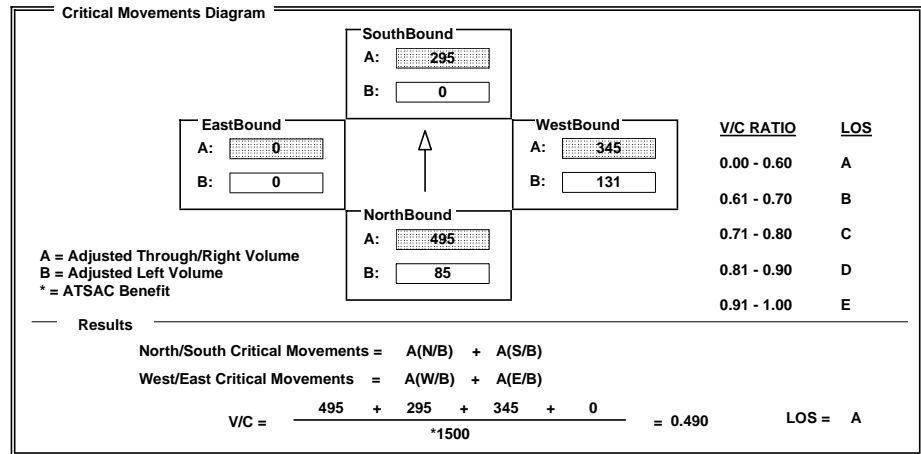 Critical Movements Diagram
SouthBound
A: 295
B: 0
EastBound
A: 0
B: 0
WestBound
A: 345
B: 131
NorthBound
A: 495
B: 85
V/C RATIO LOS
0.00 - 0.60 A
0.61 - 0.70 B
0.71 - 0.80 C
0.81 - 0.90 D
0.91 - 1.00 E
A = Adjusted Through/Right Volume
B = Adjusted Left Volume
* = ATSAC Benefit
Results
North/South Critical Movements = A(N/B) + A(S/B)
West/East Critical Movements = A(W/B) + A(E/B)
V/C = 495 + 295 + 345 + 0 = 0.490 LOS = A
*1500